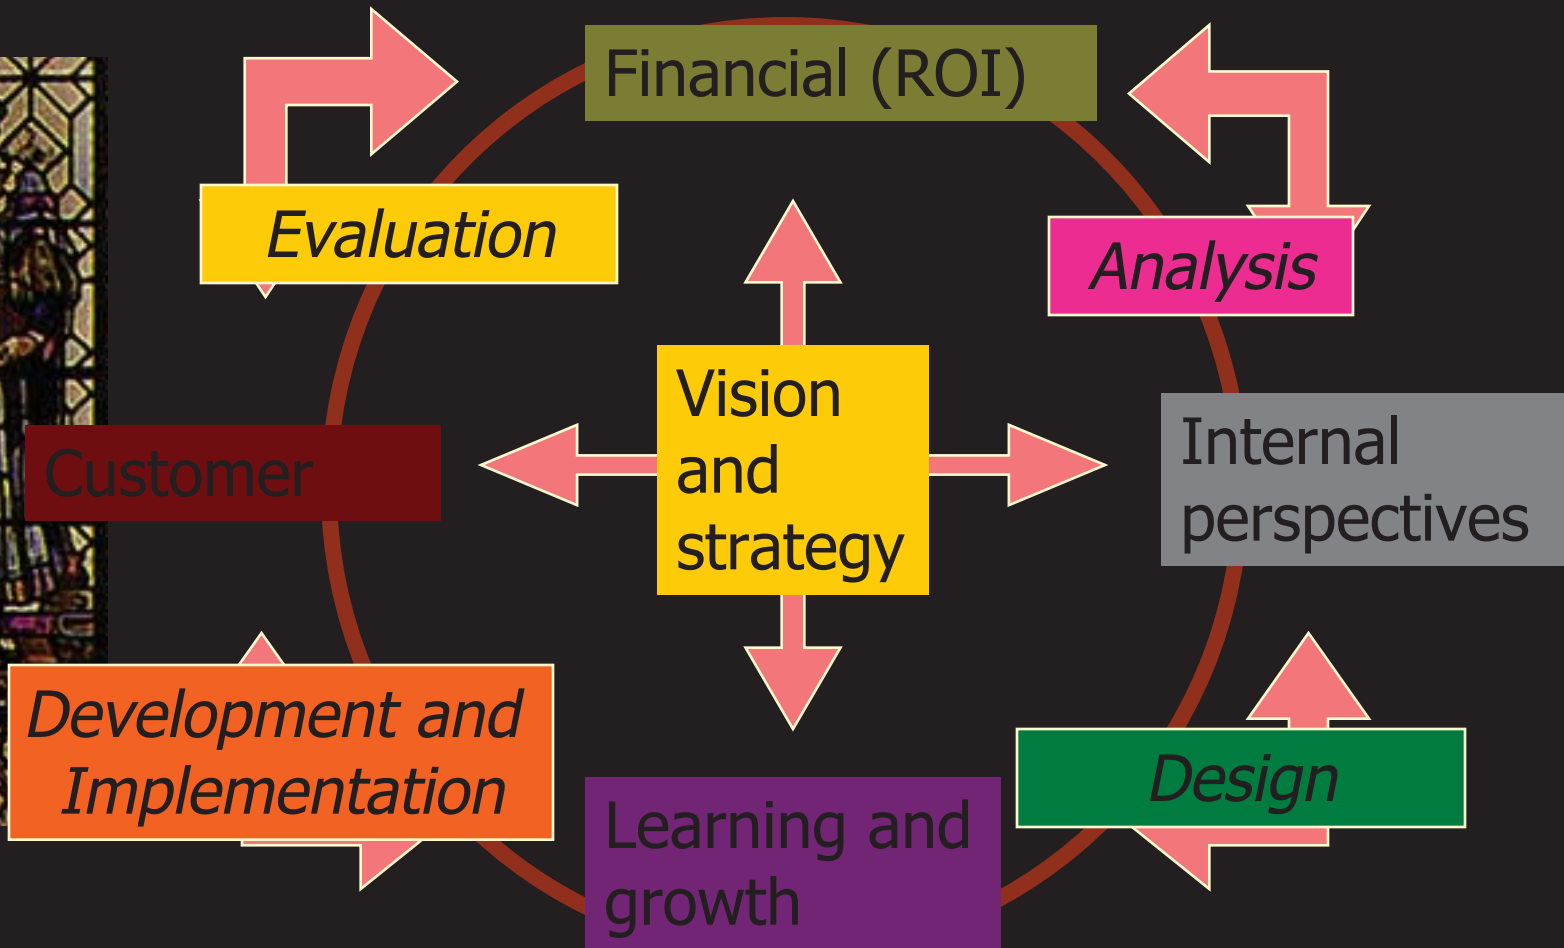 Financial (ROI)
Evaluation
Analysis
Vision
and
strategy
Customer
Internal
perspectives
Development and
Implementation
Design
Learning and
growth